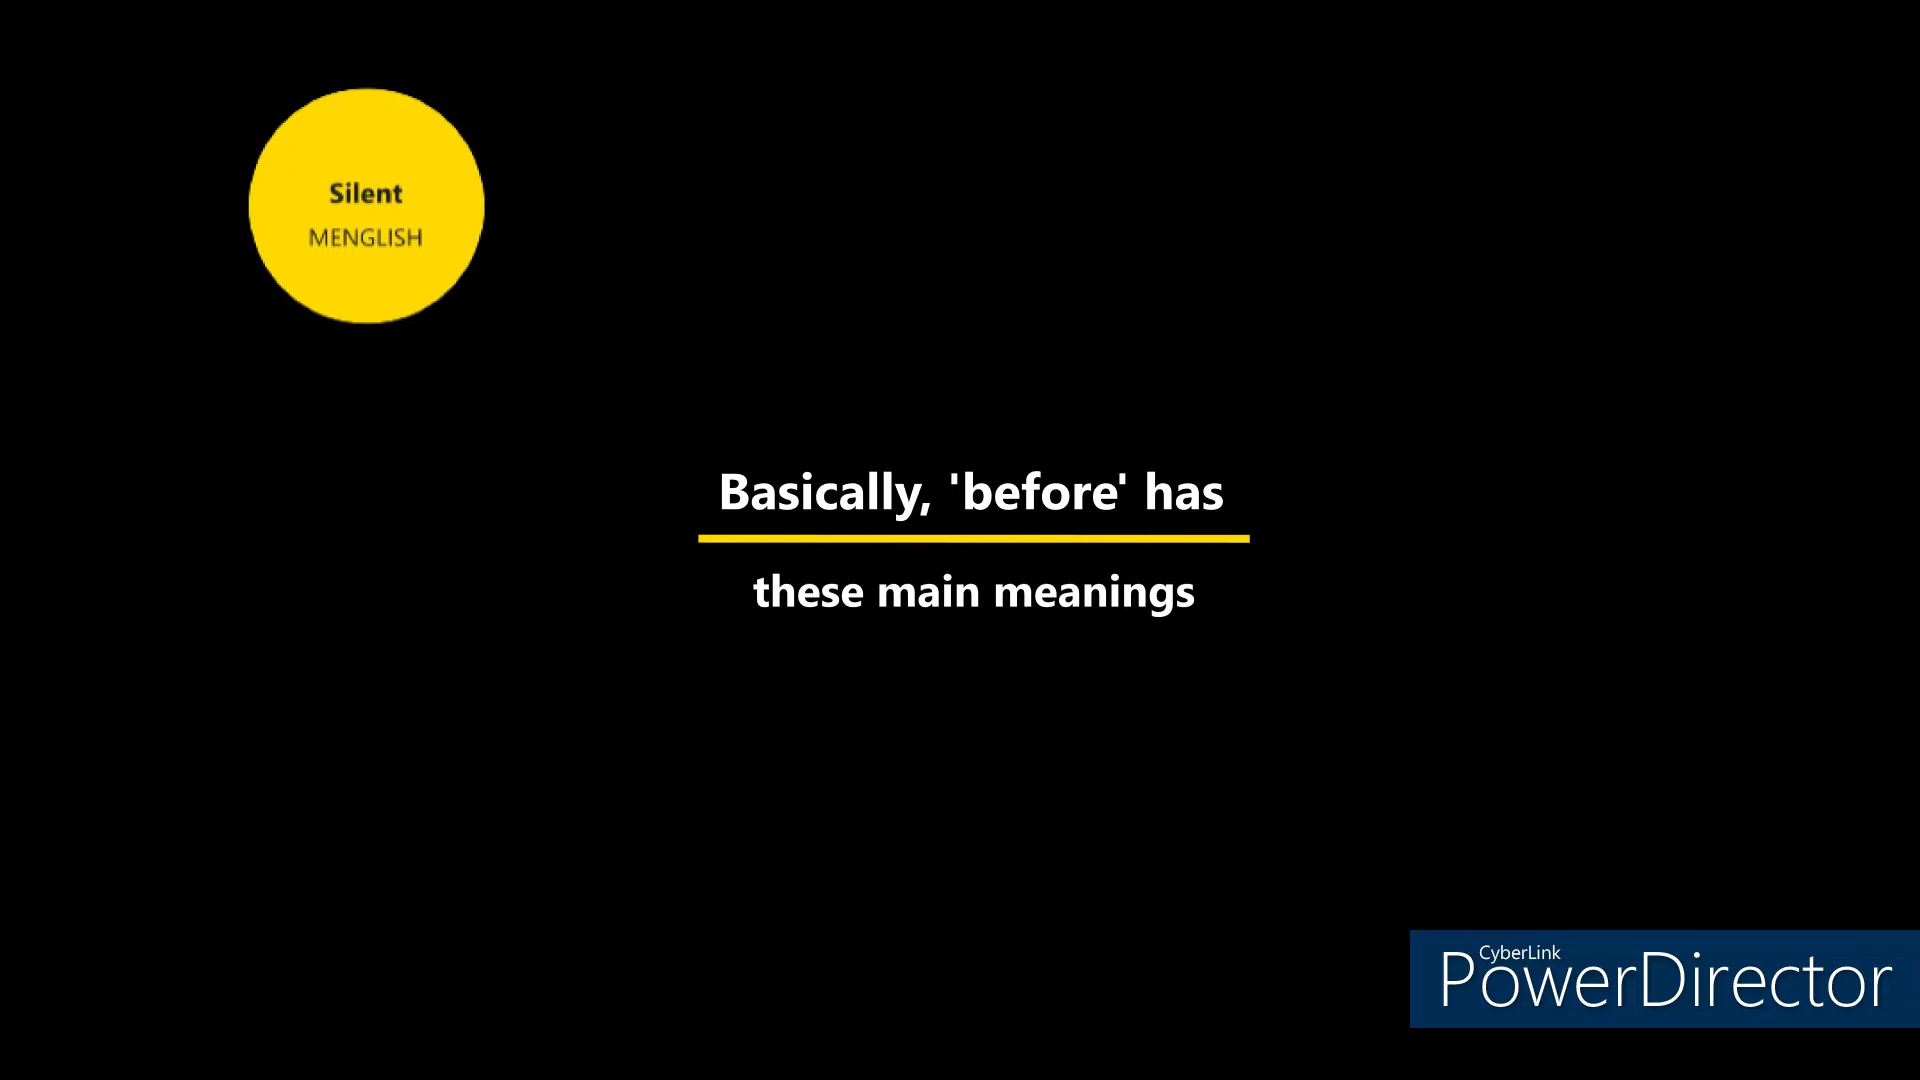 Silent
MENGLISH
Basically, 'before' has
these main meanings
CyberLink
PowerDirector